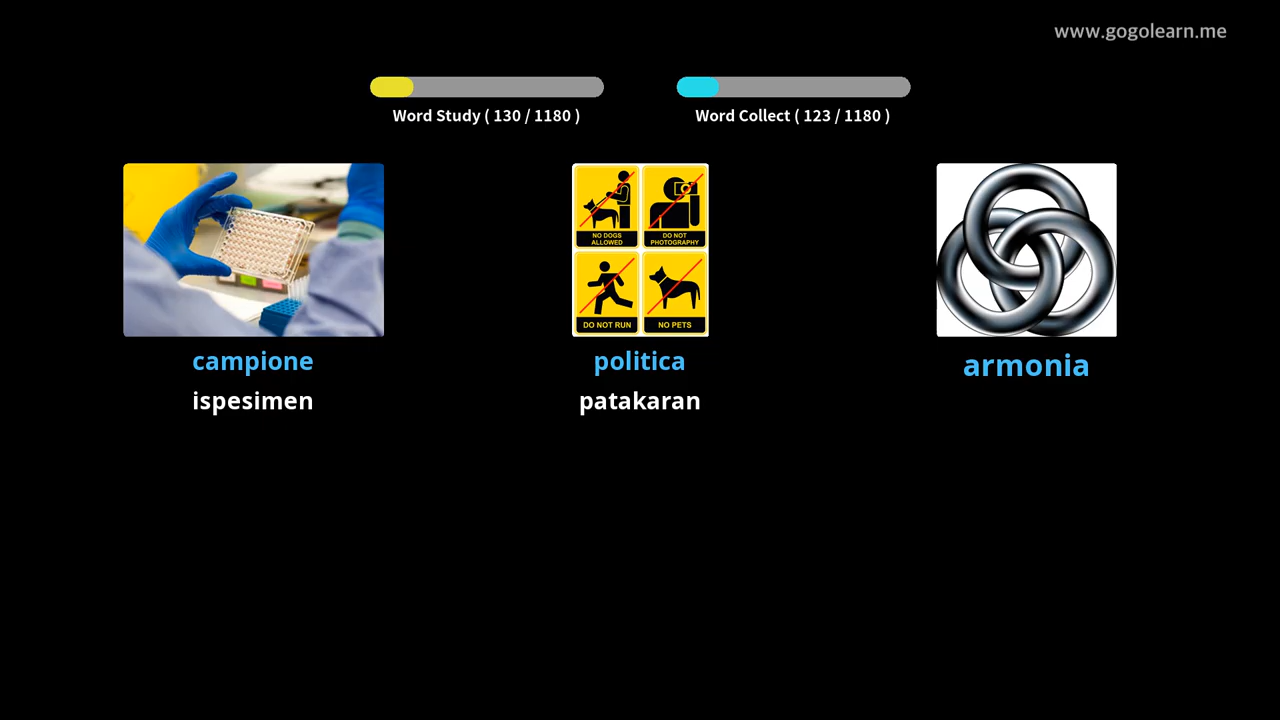 www.gogolearn.me
Word Study ( 130 / 1180 )
Word Collect ( 123 / 1180 )
NO DOGS
ALLOWED
DO NOT
PHOTOGRAPHY
DO NOT RUN
NO PETS
campione
politica
armonia
ispesimen
patakaran